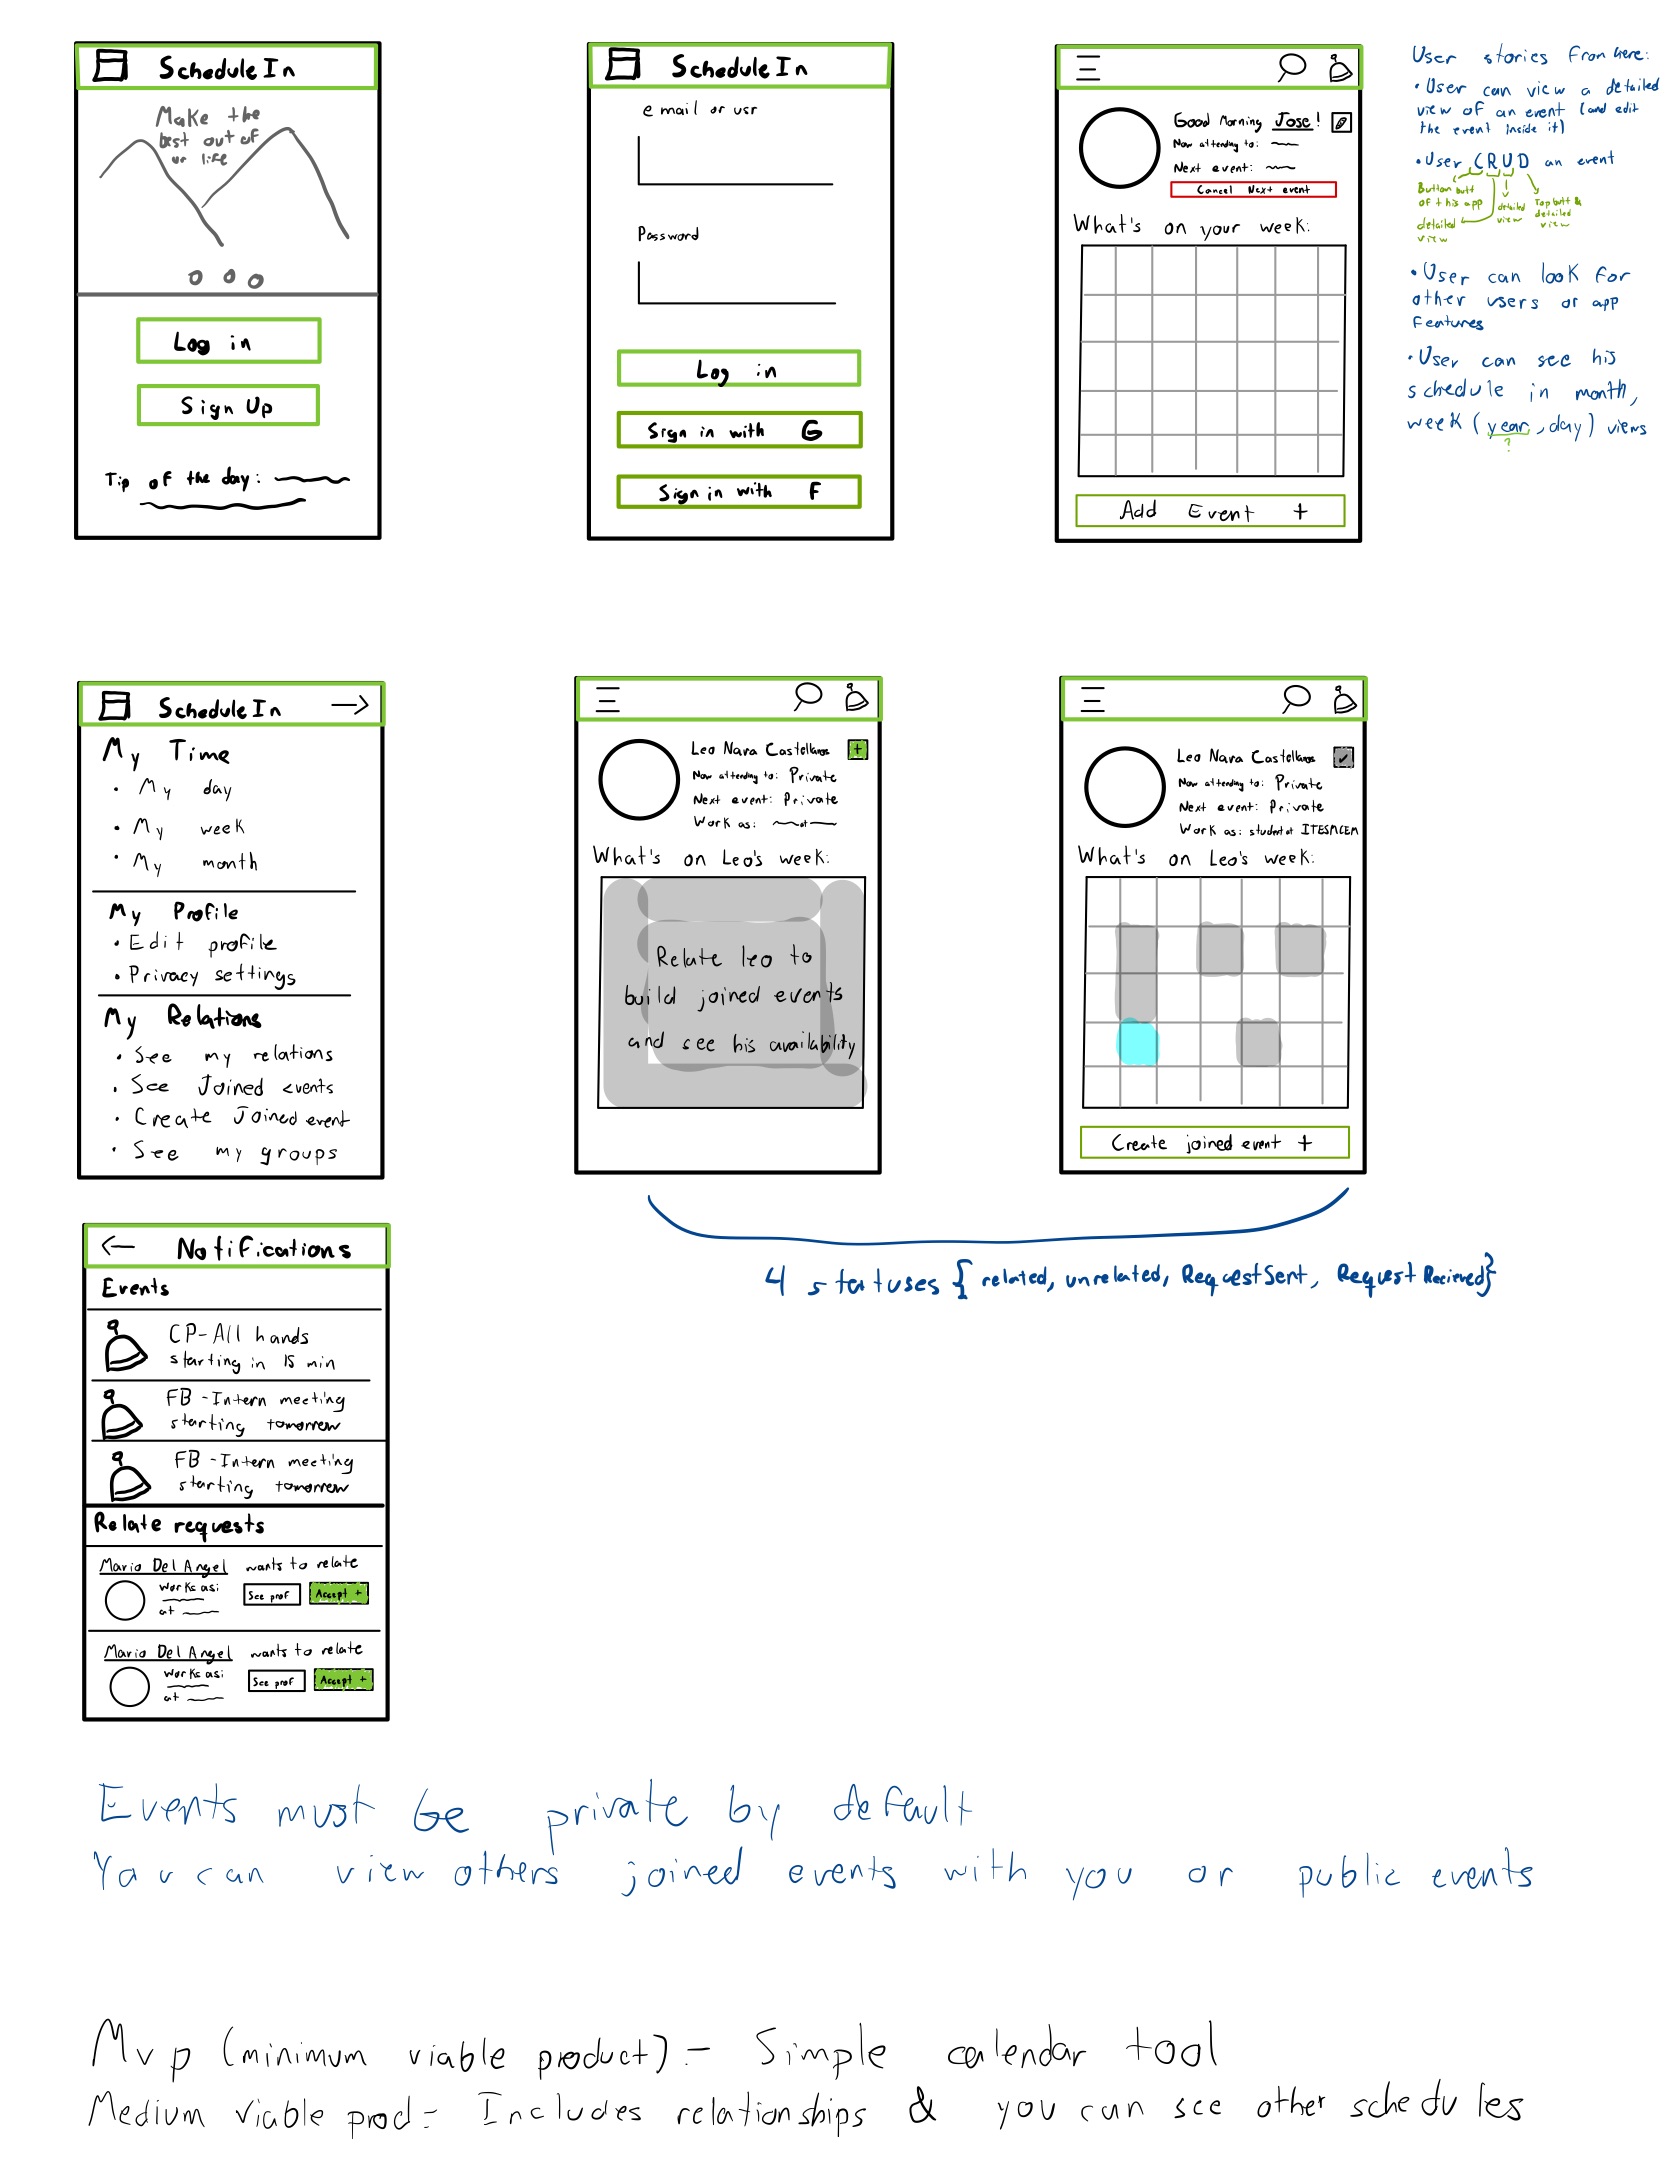 ScheduleIn
Make the
best out of
ur life
Log in
Sign Up
Tip of the day:
ScheduleIn
email or usr
Password
Log in
Sign in with G
Sign in with F
Good Morning Jose!
Now attending to:
Next event:
Cancel Next event
What's on your week:
Add Event +
User stories from here:
• User can view a detailed
view of an event (and edit
the event inside it)
• User CRUD an event
Button butt
of this app
detailed
view
detailed
view
Top butt &
detailed
view
• User can look for
other users or app
features
• User can see his
schedule in month,
week (year, day) views
?
ScheduleIn →
My Time
• My day
• My week
• My month
My Profile
• Edit profile
• Privacy settings
My Relations
• See my relations
• See Joined events
• Create Joined event
• See my groups
Leo Nava Castellanos +
Now attending to: Private
Next event: Private
Work as: at
What's on Leo's week:
Relate leo to
build joined events
and see his availability
Leo Nava Castellanos ✓
Now attending to: Private
Next event: Private
Work as: student at ITESMCEM
What's on Leo's week:
Create joined event +
4 statuses { related, unrelated, RequestSent, Request Recieved}
← Notifications
Events
CP-All hands
starting in 15 min
FB - Intern meeting
starting tomorrow
FB - Intern meeting
starting tomorrow
Relate requests
Mario Del Angel wants to relate
works as:
at
See prof
Accept +
Mario Del Angel wants to relate
works as:
at
See prof
Accept +
Events must be private by default
You can view others joined events with you or public events
Mvp (minimum viable product) - Simple calendar tool
Medium viable prod = Includes relationships & you can see other schedules